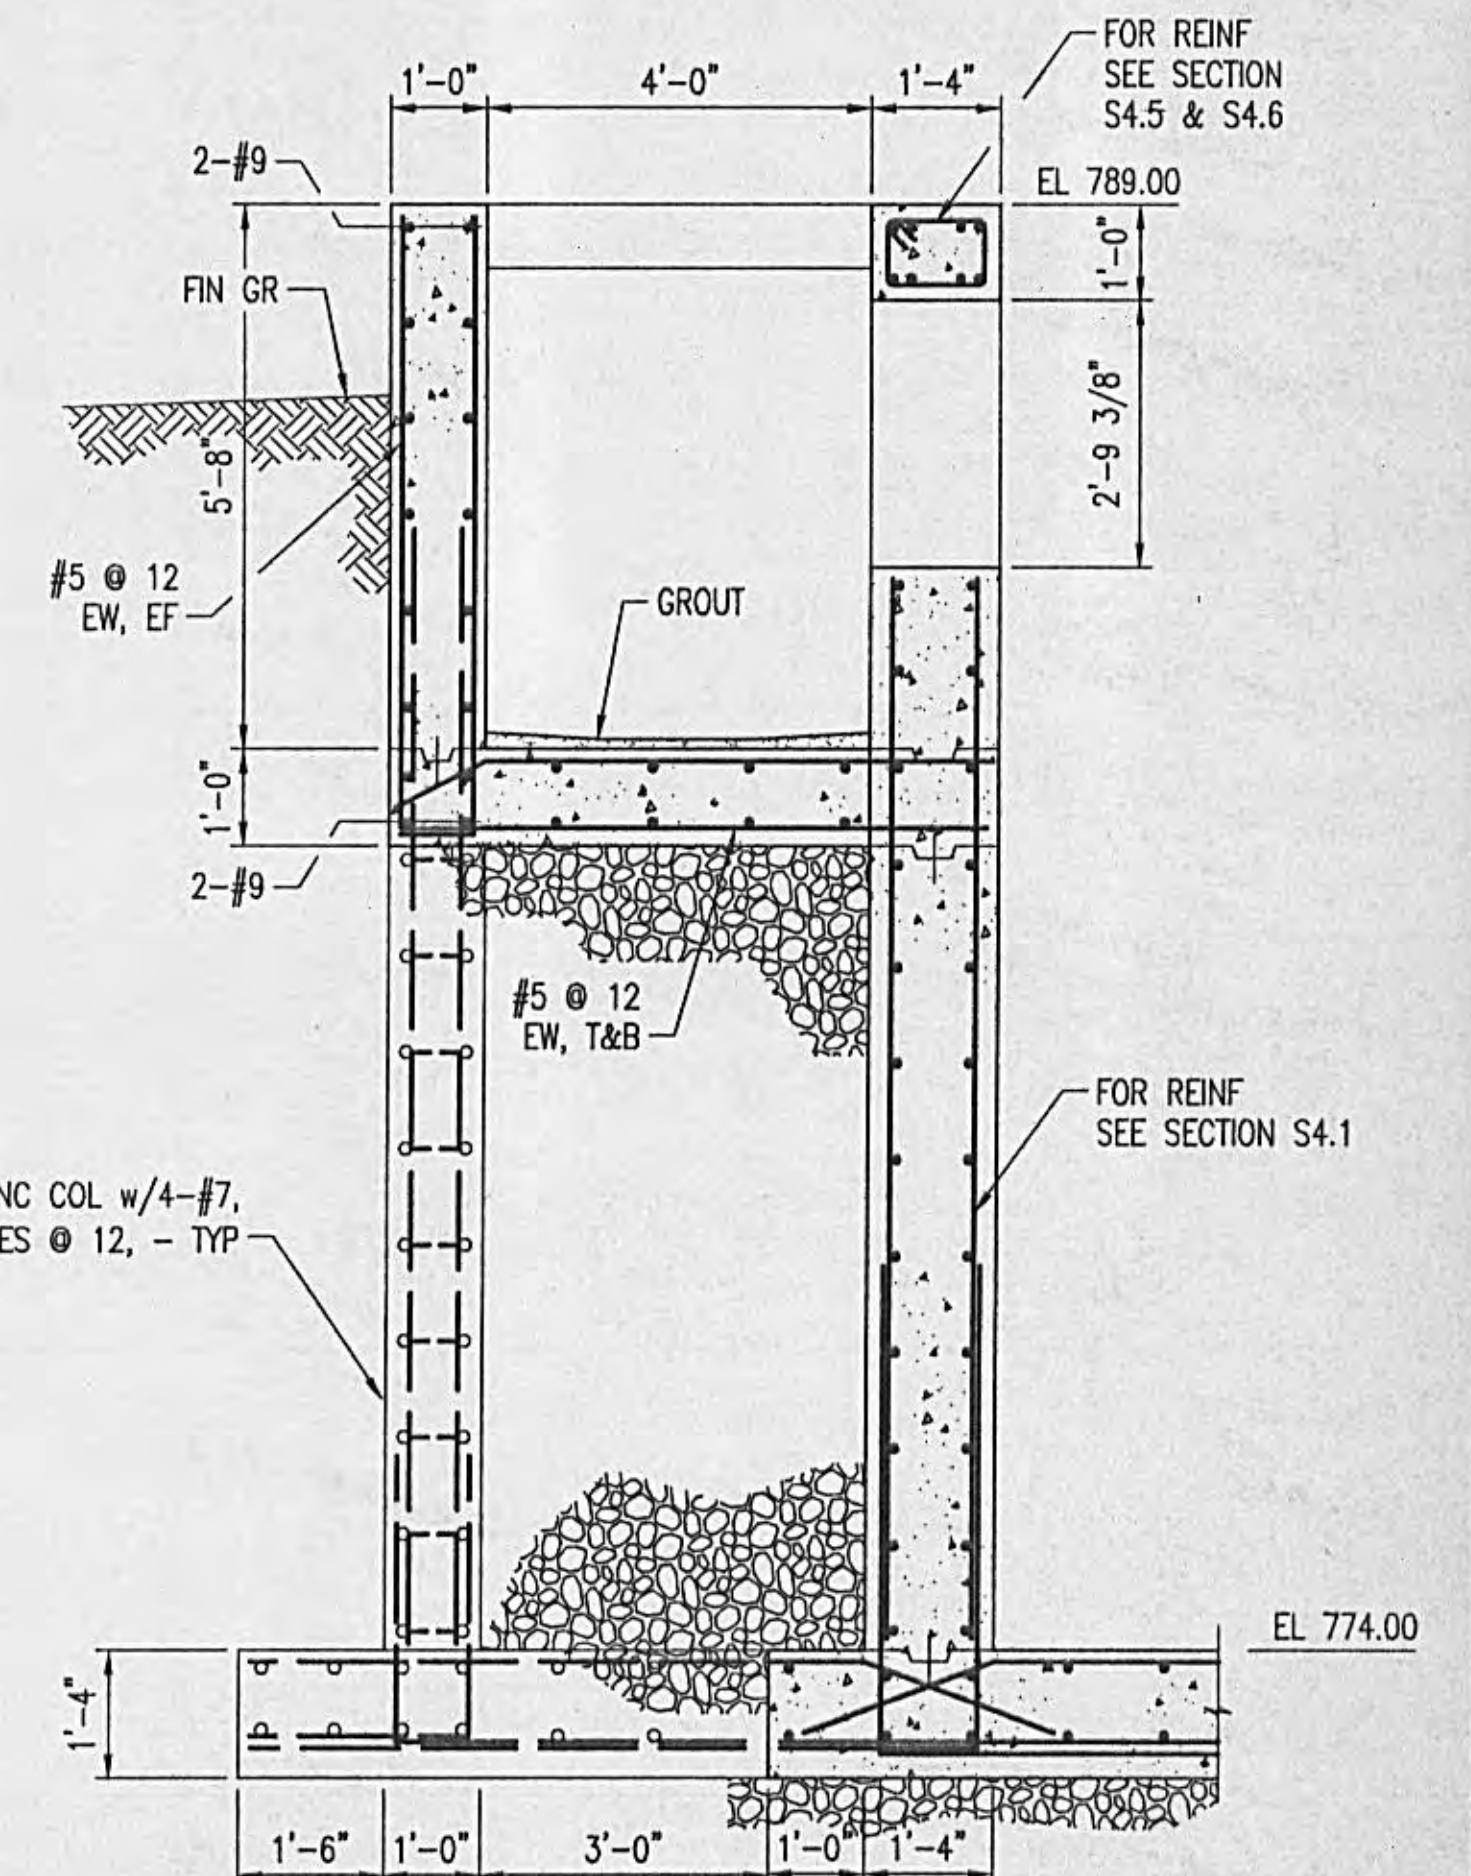 FOR REINF
SEE SECTION
S4.5 & S4.6
1'-0"
4'-0"
1'-4"
2-#9
EL 789.00
1'-0"
FIN GR
5'-8"
2'-9 3/8"
#5 @ 12
EW, EF
GROUT
1'-0"
2-#9
#5 @ 12
EW, T&B
FOR REINF
SEE SECTION S4.1
NC COL w/4-#7,
ES @ 12, - TYP
EL 774.00
1'-4"
1'-6"
1'-0"
3'-0"
1'-0"
1'-4"